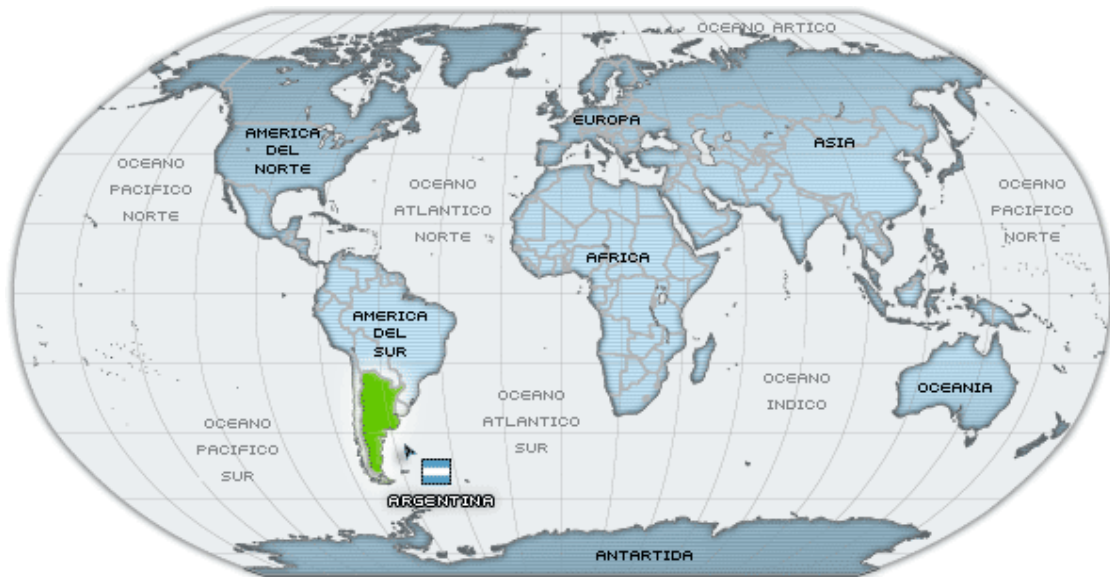 OCEANO ARTICO
EUROPA
AMERICA
DEL
NORTE
ASIA
OCEANO
PACIFICO
NORTE
OCEANO
ATLANTICO
NORTE
OCEANO
PACIFICO
NORTE
AFRICA
AMERICA
DEL
SUR
OCEANO
INDICO
OCEANIA
OCEANO
ATLANTICO
SUR
OCEANO
PACIFICO
SUR
ARGENTINA
ANTARTIDA